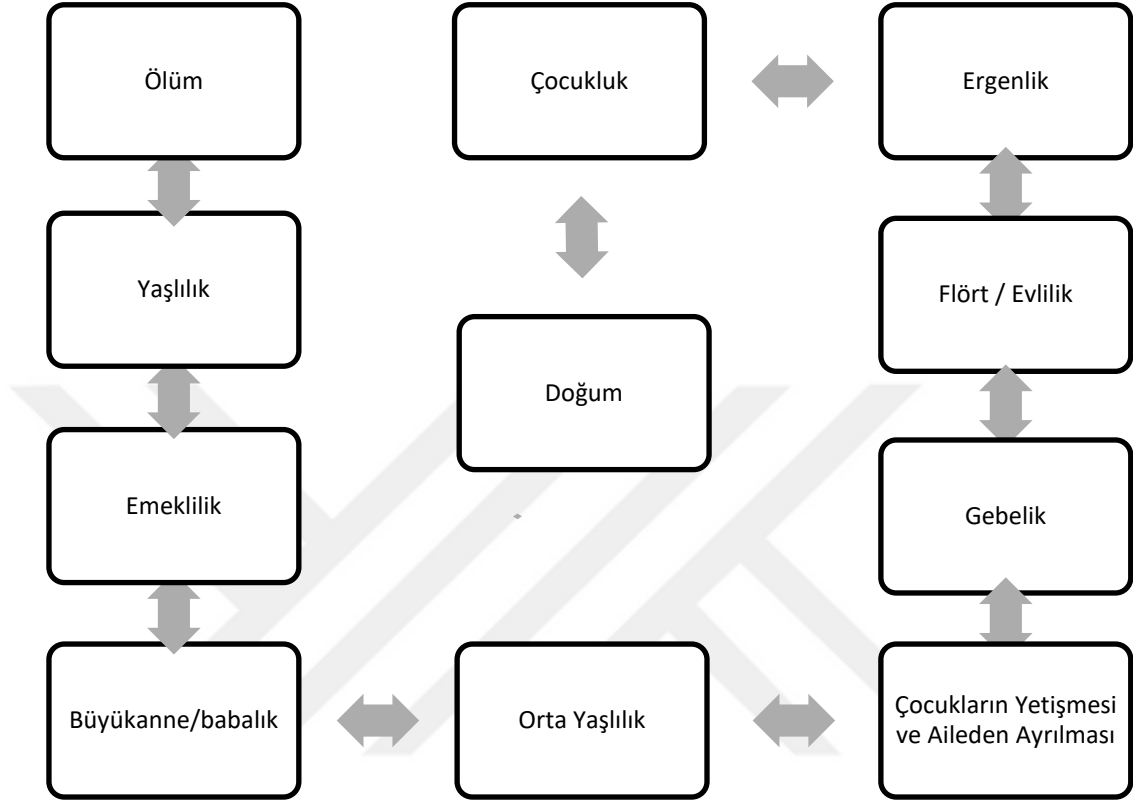 Ölüm
Çocukluk
Ergenlik
Yaşlılık
Flört / Evlilik
Doğum
Emeklilik
Gebelik
Büyükanne/babalık
Orta Yaşlılık
Çocukların Yetişmesi
ve Aileden Ayrılması